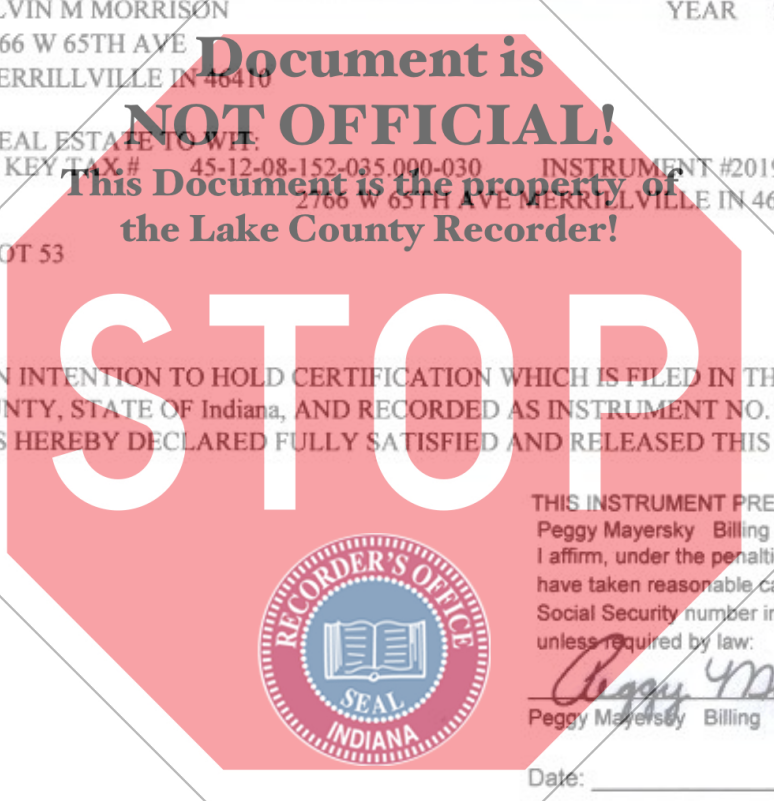 LVIN M MORRISON
YEAR
66 W 65TH AVE
ERRILLVILLE IN 46410
Document is
NOT OFFICIAL!
EAL ESTATE TO WIT:
KEY TAX # 45-12-08-152-035.000-030 INSTRUMENT #2019
This Document is the property of
2766 W 65TH AVE MERRILLVILLE IN 46
the Lake County Recorder!
OT 53
STOP
N INTENTION TO HOLD CERTIFICATION WHICH IS FILED IN TH
NTY, STATE OF Indiana, AND RECORDED AS INSTRUMENT NO.
S HEREBY DECLARED FULLY SATISFIED AND RELEASED THIS
THIS INSTRUMENT PRE
Peggy Mayersky Billing
I affirm, under the penalti
have taken reasonable ca
Social Security number in
unless required by law:
Peggy M
Peggy Mayersky Billing
Date:
RECORDER'S OFFICE
SEAL
INDIANA